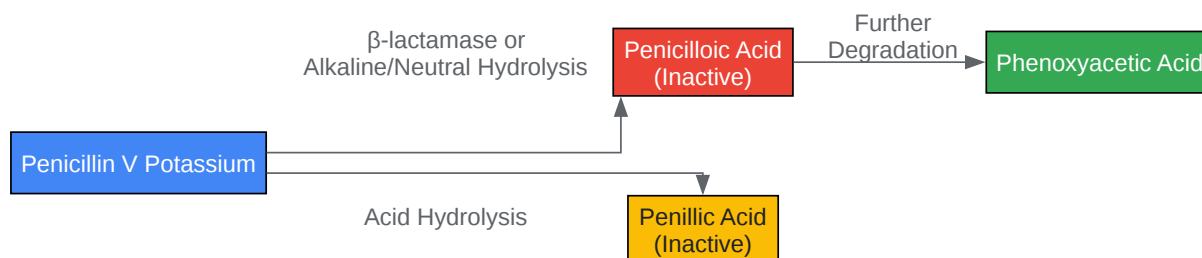 β-lactamase or
Alkaline/Neutral Hydrolysis
Penicilloic Acid
(Inactive)
Further
Degradation
Phenoxyacetic Acid
Penicillin V Potassium
Acid Hydrolysis
Penillic Acid
(Inactive)